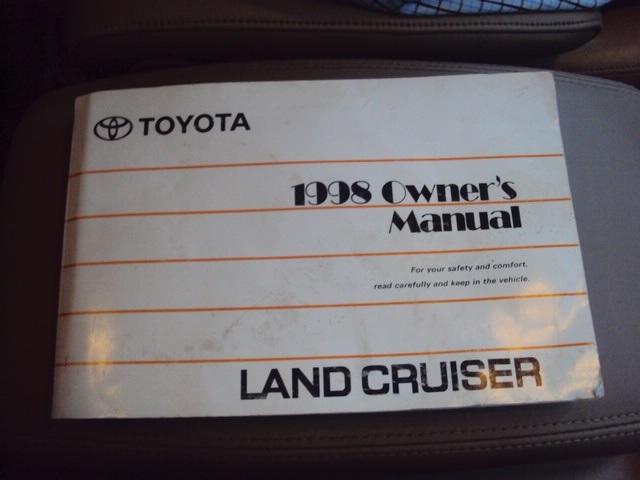 TOYOTA
1998 Owner's
Manual
For your safety and comfort,
read carefully and keep in the vehicle.
LAND CRUISER